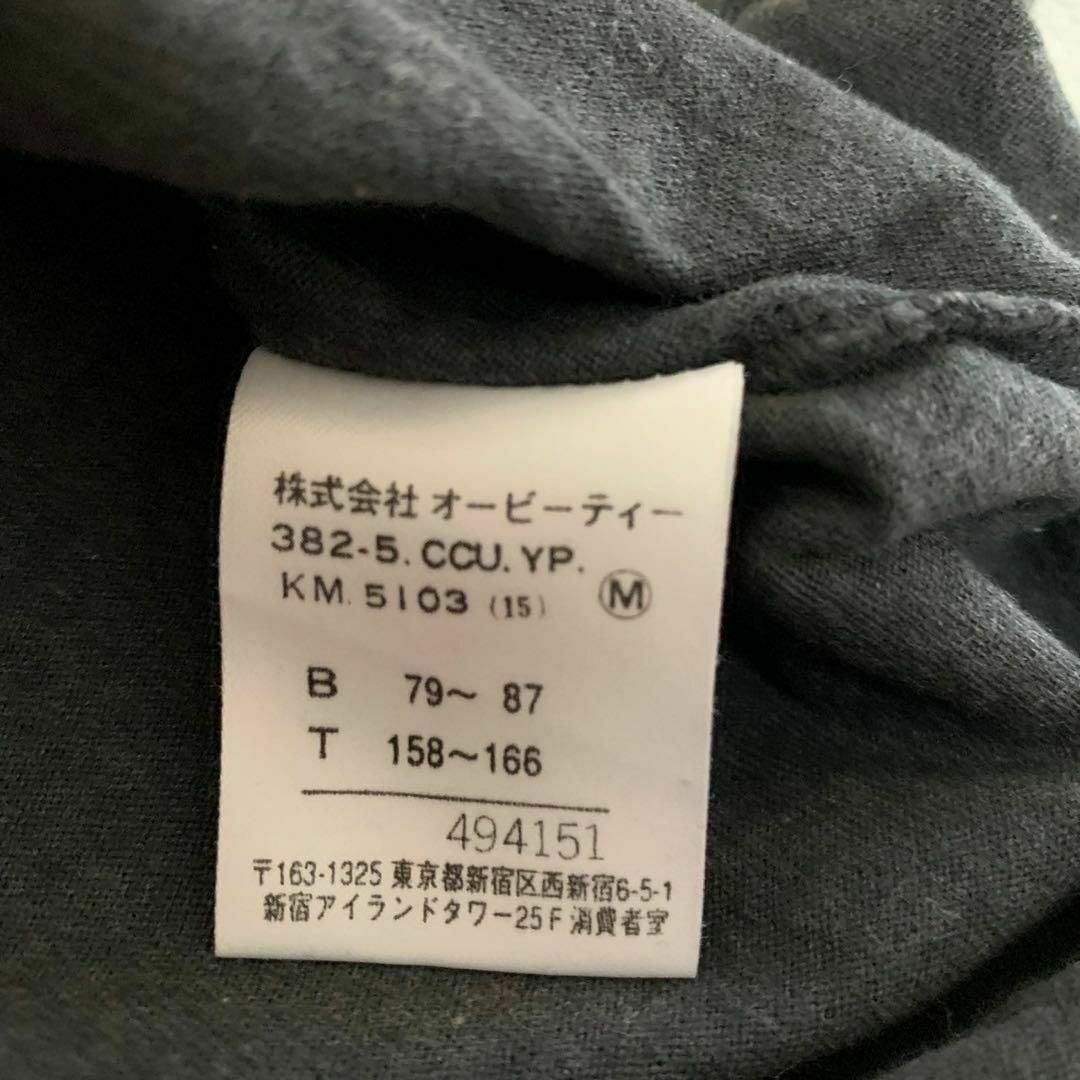 株式会社 オービーティー
382-5. CCU. YP.
KM. 5103 (15) Ⓜ
B 79～ 87
T 158～166
494151
〒163-1325 東京都新宿区西新宿6-5-1
新宿アイランドタワー25F 消費者室